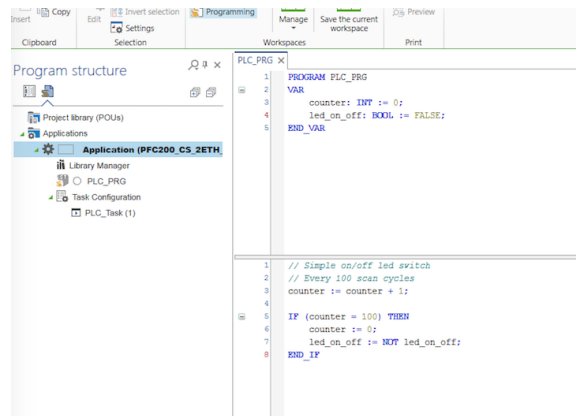 Insert
Copy
Edit
Invert selection
Settings
Programming
Manage
Save the current
workspace
Preview
Clipboard
Selection
Workspaces
Print
Program structure
Project library (POUs)
Applications
Application (PFC200_CS_2ETH_
Library Manager
PLC_PRG
Task Configuration
PLC_Task (1)
PLC_PRG
1 PROGRAM PLC_PRG
2 VAR
3 counter: INT := 0;
4 led_on_off: BOOL := FALSE;
5 END_VAR
1 // Simple on/off led switch
2 // Every 100 scan cycles
3 counter := counter + 1;
4
5 IF (counter = 100) THEN
6 counter := 0;
7 led_on_off := NOT led_on_off;
8 END_IF